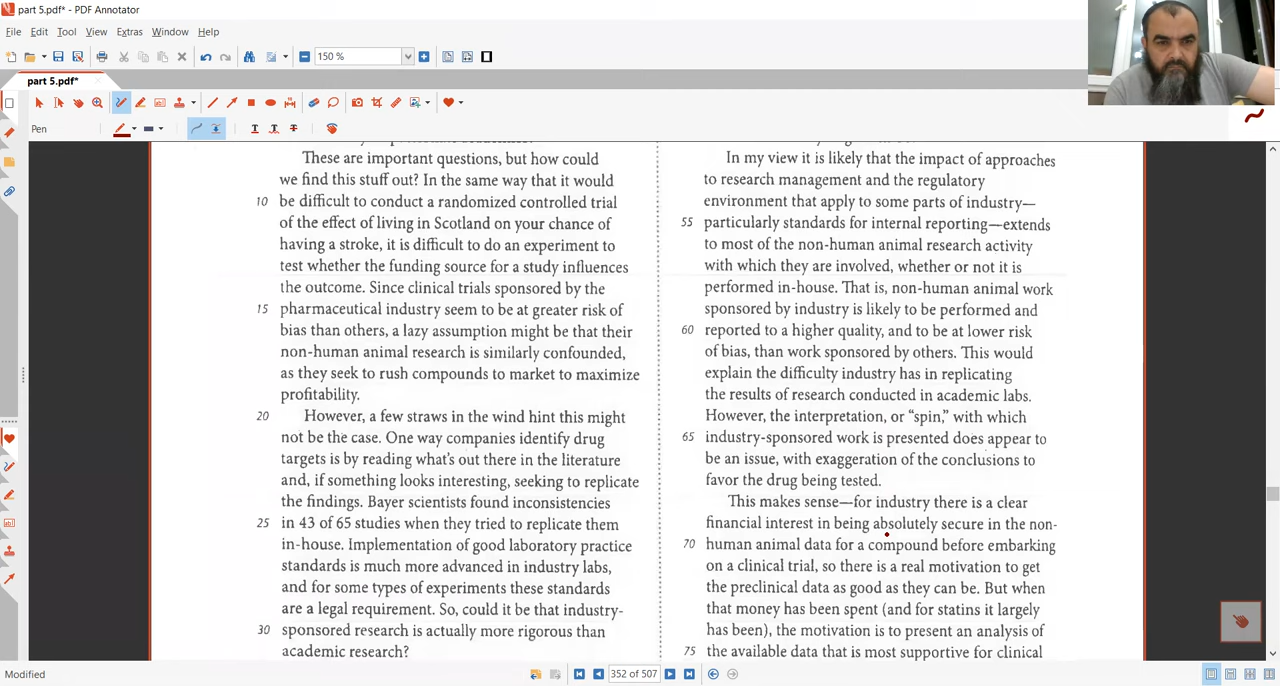 part 5.pdf* - PDF Annotator
File Edit Tool View Extras Window Help
150 %
part 5.pdf*
Pen
These are important questions, but how could
we find this stuff out? In the same way that it would
10 be difficult to conduct a randomized controlled trial
of the effect of living in Scotland on your chance of
having a stroke, it is difficult to do an experiment to
test whether the funding source for a study influences
the outcome. Since clinical trials sponsored by the
15 pharmaceutical industry seem to be at greater risk of
bias than others, a lazy assumption might be that their
non-human animal research is similarly confounded,
as they seek to rush compounds to market to maximize
profitability.
20 However, a few straws in the wind hint this might
not be the case. One way companies identify drug
targets is by reading what's out there in the literature
and, if something looks interesting, seeking to replicate
the findings. Bayer scientists found inconsistencies
25 in 43 of 65 studies when they tried to replicate them
in-house. Implementation of good laboratory practice
standards is much more advanced in industry labs,
and for some types of experiments these standards
are a legal requirement. So, could it be that industry-
30 sponsored research is actually more rigorous than
academic research?
In my view it is likely that the impact of approaches
to research management and the regulatory
environment that apply to some parts of industry—
55 particularly standards for internal reporting—extends
to most of the non-human animal research activity
with which they are involved, whether or not it is
performed in-house. That is, non-human animal work
sponsored by industry is likely to be performed and
60 reported to a higher quality, and to be at lower risk
of bias, than work sponsored by others. This would
explain the difficulty industry has in replicating
the results of research conducted in academic labs.
However, the interpretation, or “spin,” with which
65 industry-sponsored work is presented does appear to
be an issue, with exaggeration of the conclusions to
favor the drug being tested.
This makes sense—for industry there is a clear
financial interest in being absolutely secure in the non-
70 human animal data for a compound before embarking
on a clinical trial, so there is a real motivation to get
the preclinical data as good as they can be. But when
that money has been spent (and for statins it largely
has been), the motivation is to present an analysis of
75 the available data that is most supportive for clinical
Modified
352 of 507